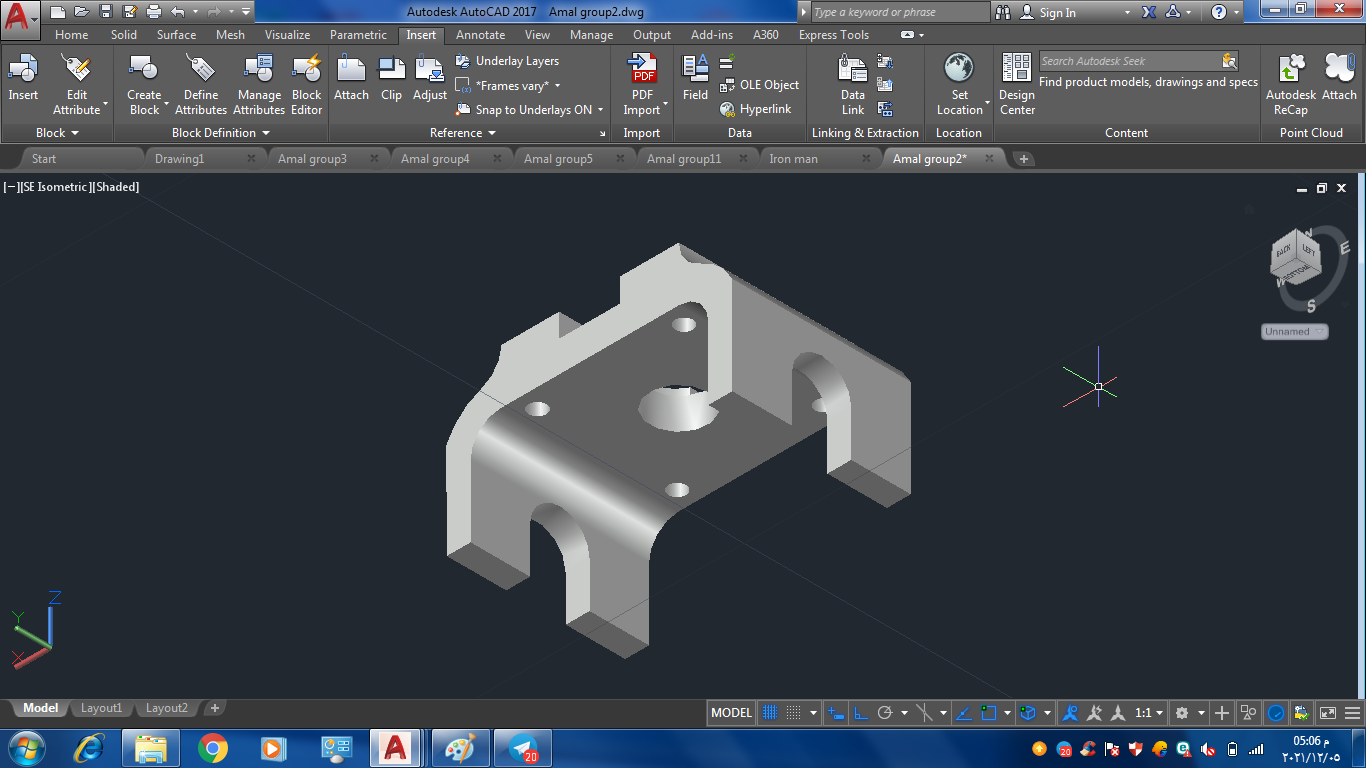 Autodesk AutoCAD 2017 Amal group2.dwg
Type a keyword or phrase
Sign In
Home Solid Surface Mesh Visualize Parametric Insert Annotate View Manage Output Add-ins A360 Express Tools
Insert
Edit Attribute
Create Block
Define Attributes
Manage Attributes
Block Editor
Attach
Clip
Adjust
Underlay Layers
*Frames vary*
Snap to Underlays ON
PDF
PDF Import
Field
OLE Object
Hyperlink
Data Link
Set Location
Design Center
Search Autodesk Seek
Find product models, drawings and specs
Autodesk ReCap
Attach
Block Block Definition Reference Import Data Linking & Extraction Location Content Point Cloud
Start Drawing1 Amal group3 Amal group4 Amal group5 Amal group11 Iron man Amal group2*
[−][SE Isometric][Shaded]
N
BACK LEFT E
W BOTTOM
S
Unnamed
Z
Y
X
Model Layout1 Layout2
MODEL 1:1
20
20
05:06 م
٢٠٢١/١٢/٠٥